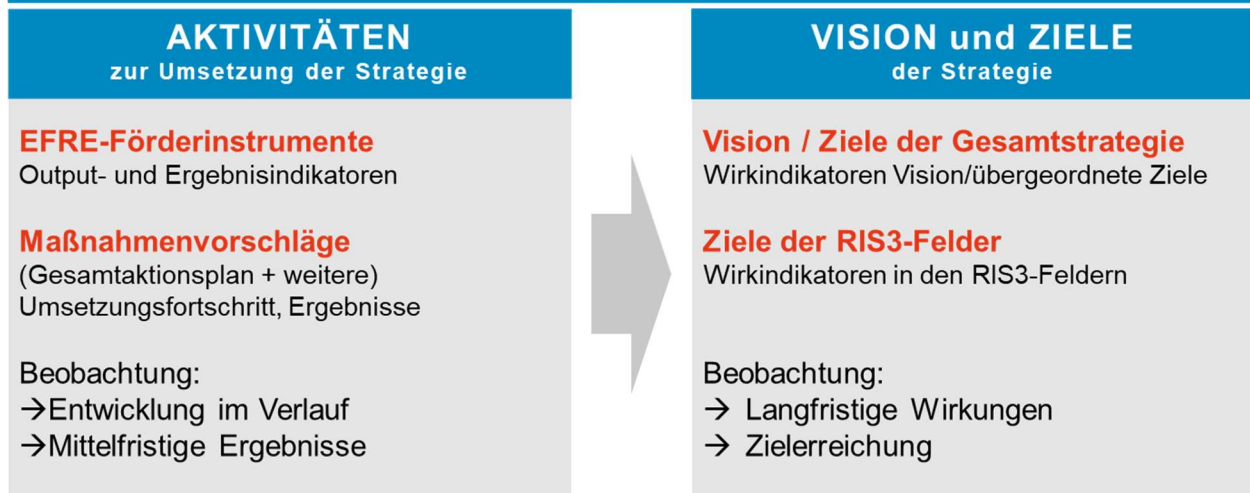 AKTIVITÄTEN
zur Umsetzung der Strategie
EFRE-Förderinstrumente
Output- und Ergebnisindikatoren
Maßnahmenvorschläge
(Gesamtaktionsplan + weitere)
Umsetzungsfortschritt, Ergebnisse
Beobachtung:
→Entwicklung im Verlauf
→Mittelfristige Ergebnisse
VISION und ZIELE
der Strategie
Vision / Ziele der Gesamtstrategie
Wirkindikatoren Vision/übergeordnete Ziele
Ziele der RIS3-Felder
Wirkindikatoren in den RIS3-Feldern
Beobachtung:
→ Langfristige Wirkungen
→ Zielerreichung